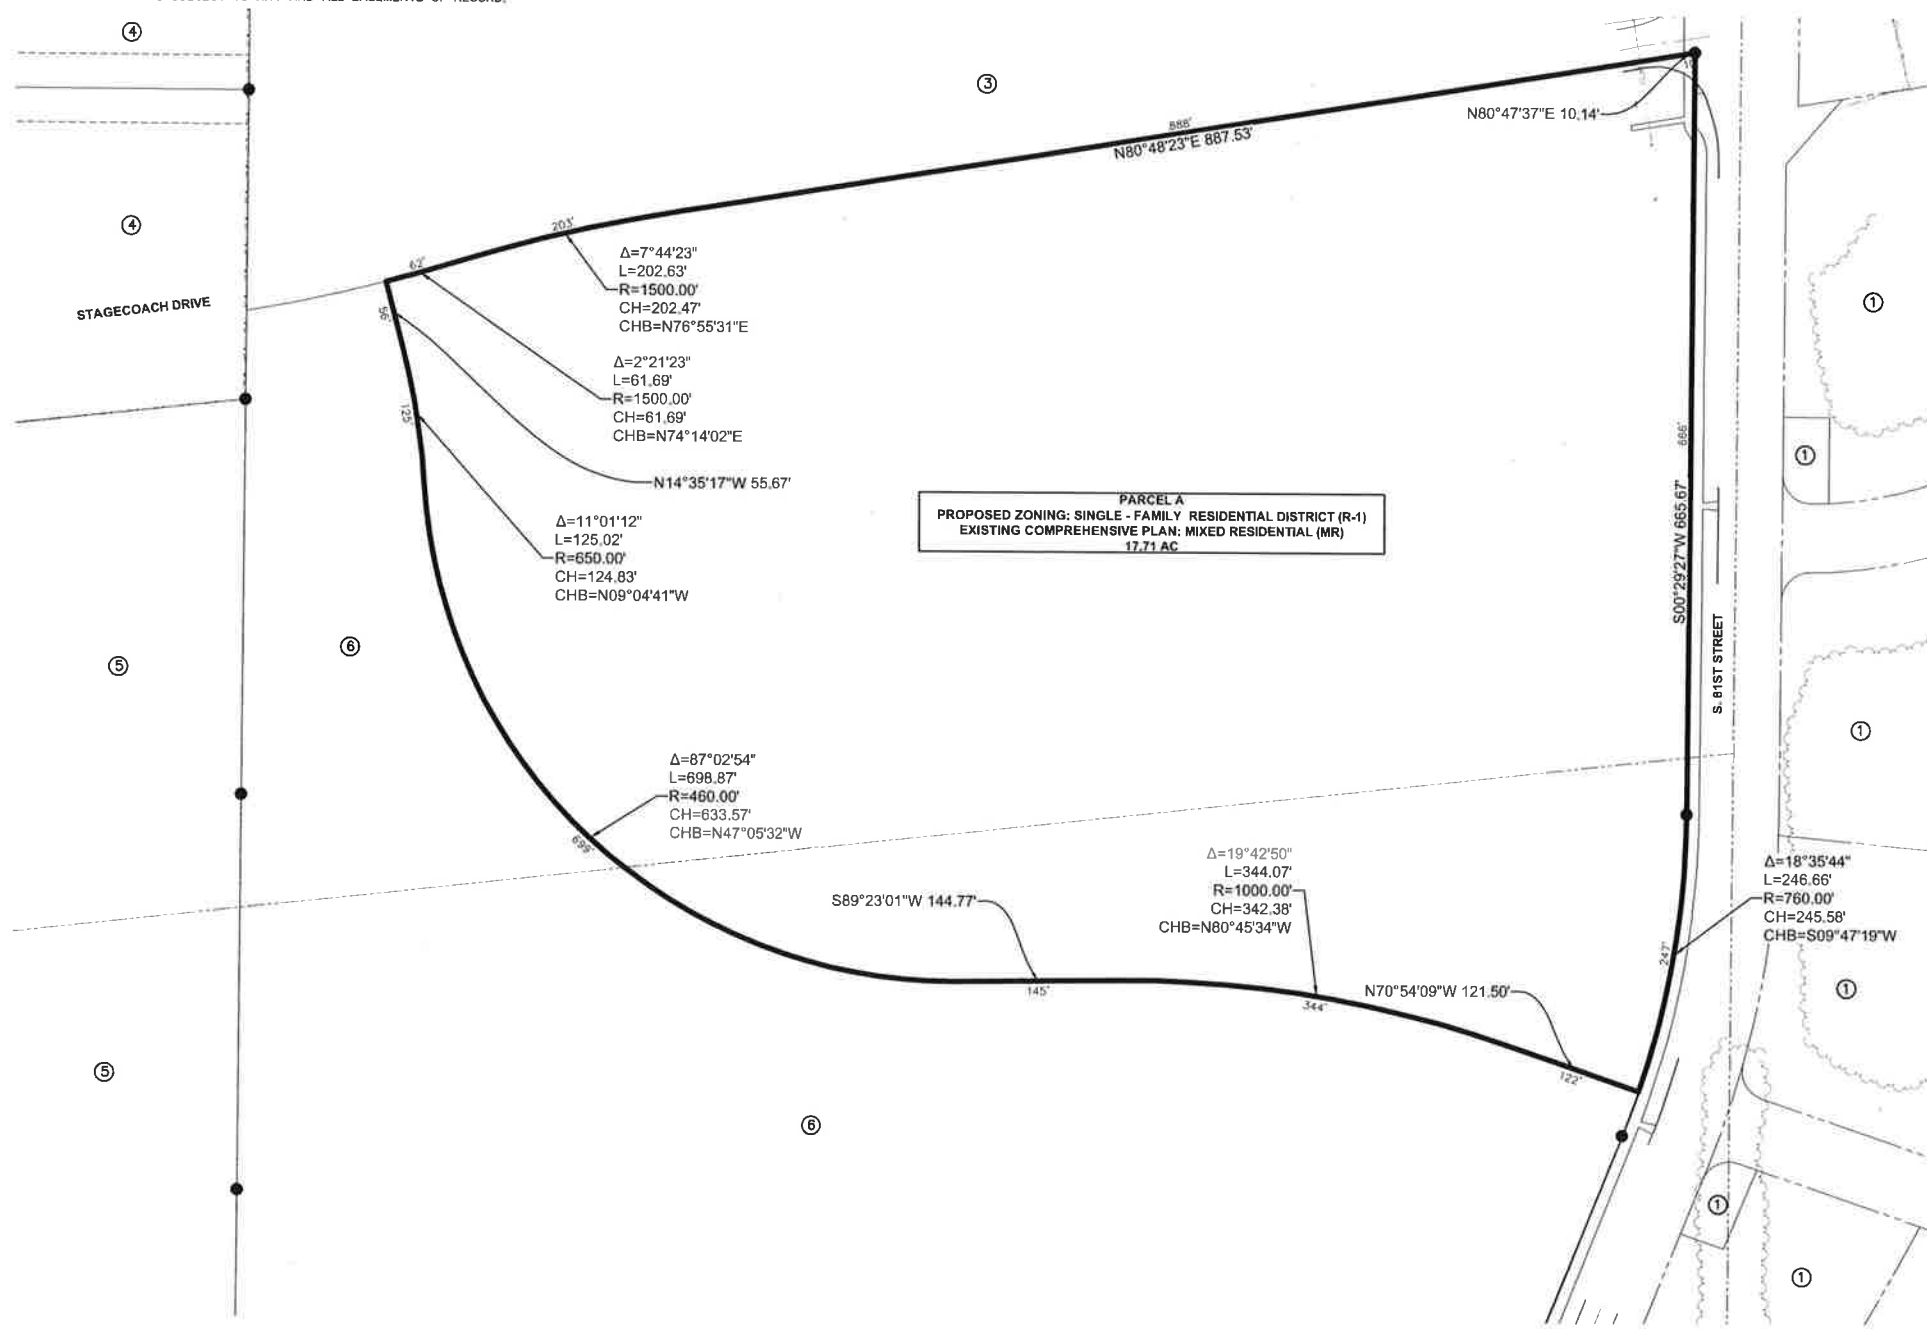 ④
③
N80°47'37"E 10.14'
888'
N80°48'23"E 887.53'
④
203'
Δ=7°44'23"
L=202.63'
R=1500.00'
CH=202.47'
CHB=N76°55'31"E
62'
STAGECOACH DRIVE
56'
①
Δ=2°21'23"
L=61.69'
R=1500.00'
CH=61.69'
CHB=N74°14'02"E
125'
666'
S00°29'27"W 665.67'
①
N14°35'17"W 55.67'
PARCEL A
PROPOSED ZONING: SINGLE - FAMILY RESIDENTIAL DISTRICT (R-1)
EXISTING COMPREHENSIVE PLAN: MIXED RESIDENTIAL (MR)
17.71 AC
Δ=11°01'12"
L=125.02'
R=650.00'
CH=124.83'
CHB=N09°04'41"W
S. 81ST STREET
⑥
⑤
①
Δ=87°02'54"
L=698.87'
R=460.00'
CH=633.57'
CHB=N47°05'32"W
699'
Δ=19°42'50"
L=344.07'
R=1000.00'
CH=342.38'
CHB=N80°45'34"W
Δ=18°35'44"
L=246.66'
R=760.00'
CH=245.58'
CHB=S09°47'19"W
S89°23'01"W 144.77'
247'
145'
344'
N70°54'09"W 121.50'
①
122'
⑤
⑥
①
①